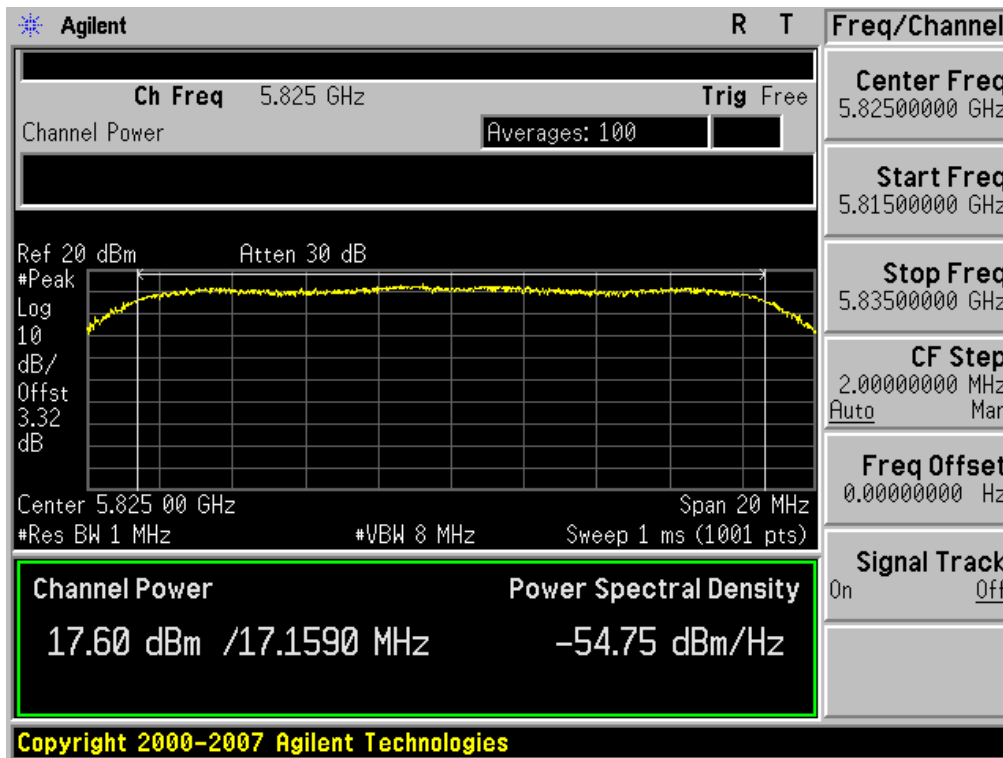 Agilent R T
Freq/Channel
Ch Freq 5.825 GHz Trig Free
Channel Power Averages: 100
Ref 20 dBm Atten 30 dB
#Peak
Log
10
dB/
Offst
3.32
dB
Center 5.825 00 GHz Span 20 MHz
#Res BW 1 MHz #VBW 8 MHz Sweep 1 ms (1001 pts)
Channel Power Power Spectral Density
17.60 dBm /17.1590 MHz -54.75 dBm/Hz
Copyright 2000-2007 Agilent Technologies
Center Freq
5.82500000 GHz
Start Freq
5.81500000 GHz
Stop Freq
5.83500000 GHz
CF Step
2.00000000 MHz
Auto Man
Freq Offset
0.00000000 Hz
Signal Track
On Off